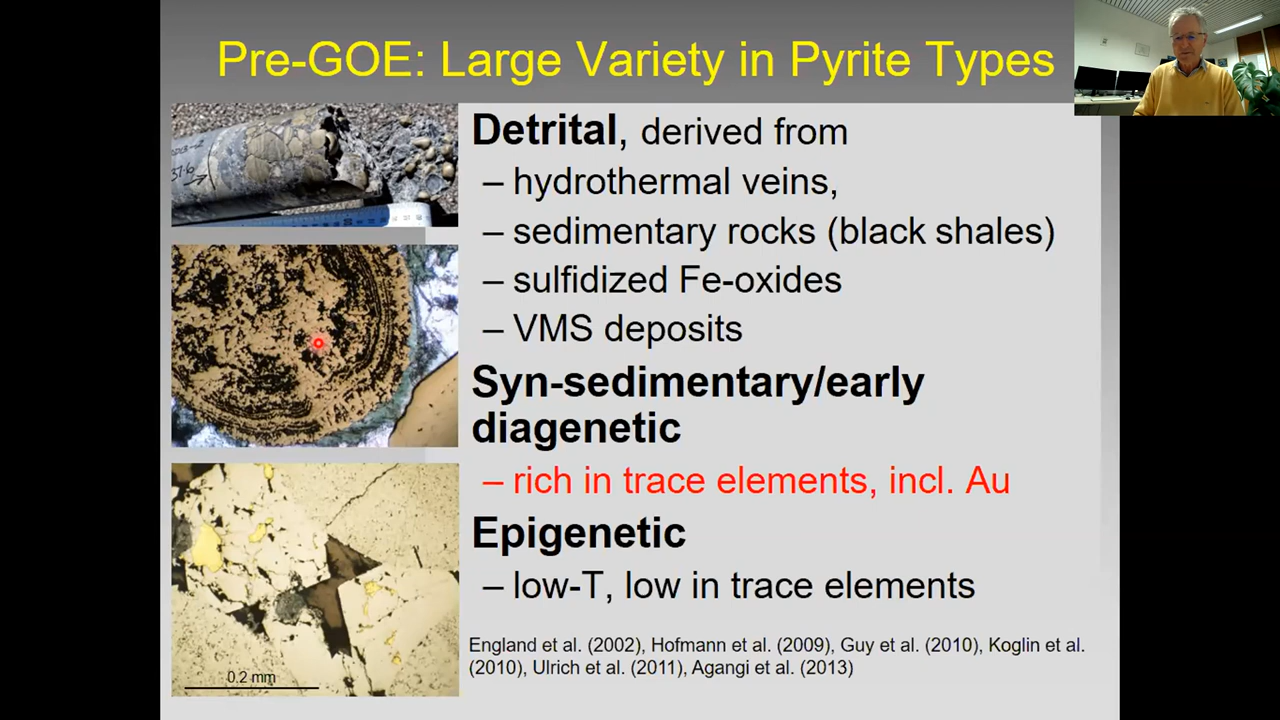 Pre-GOE: Large Variety in Pyrite Types
Detrital, derived from
– hydrothermal veins,
– sedimentary rocks (black shales)
– sulfidized Fe-oxides
– VMS deposits
Syn-sedimentary/early
diagenetic
– rich in trace elements, incl. Au
Epigenetic
– low-T, low in trace elements
England et al. (2002), Hofmann et al. (2009), Guy et al. (2010), Koglin et al.
(2010), Ulrich et al. (2011), Agangi et al. (2013)
0.2 mm